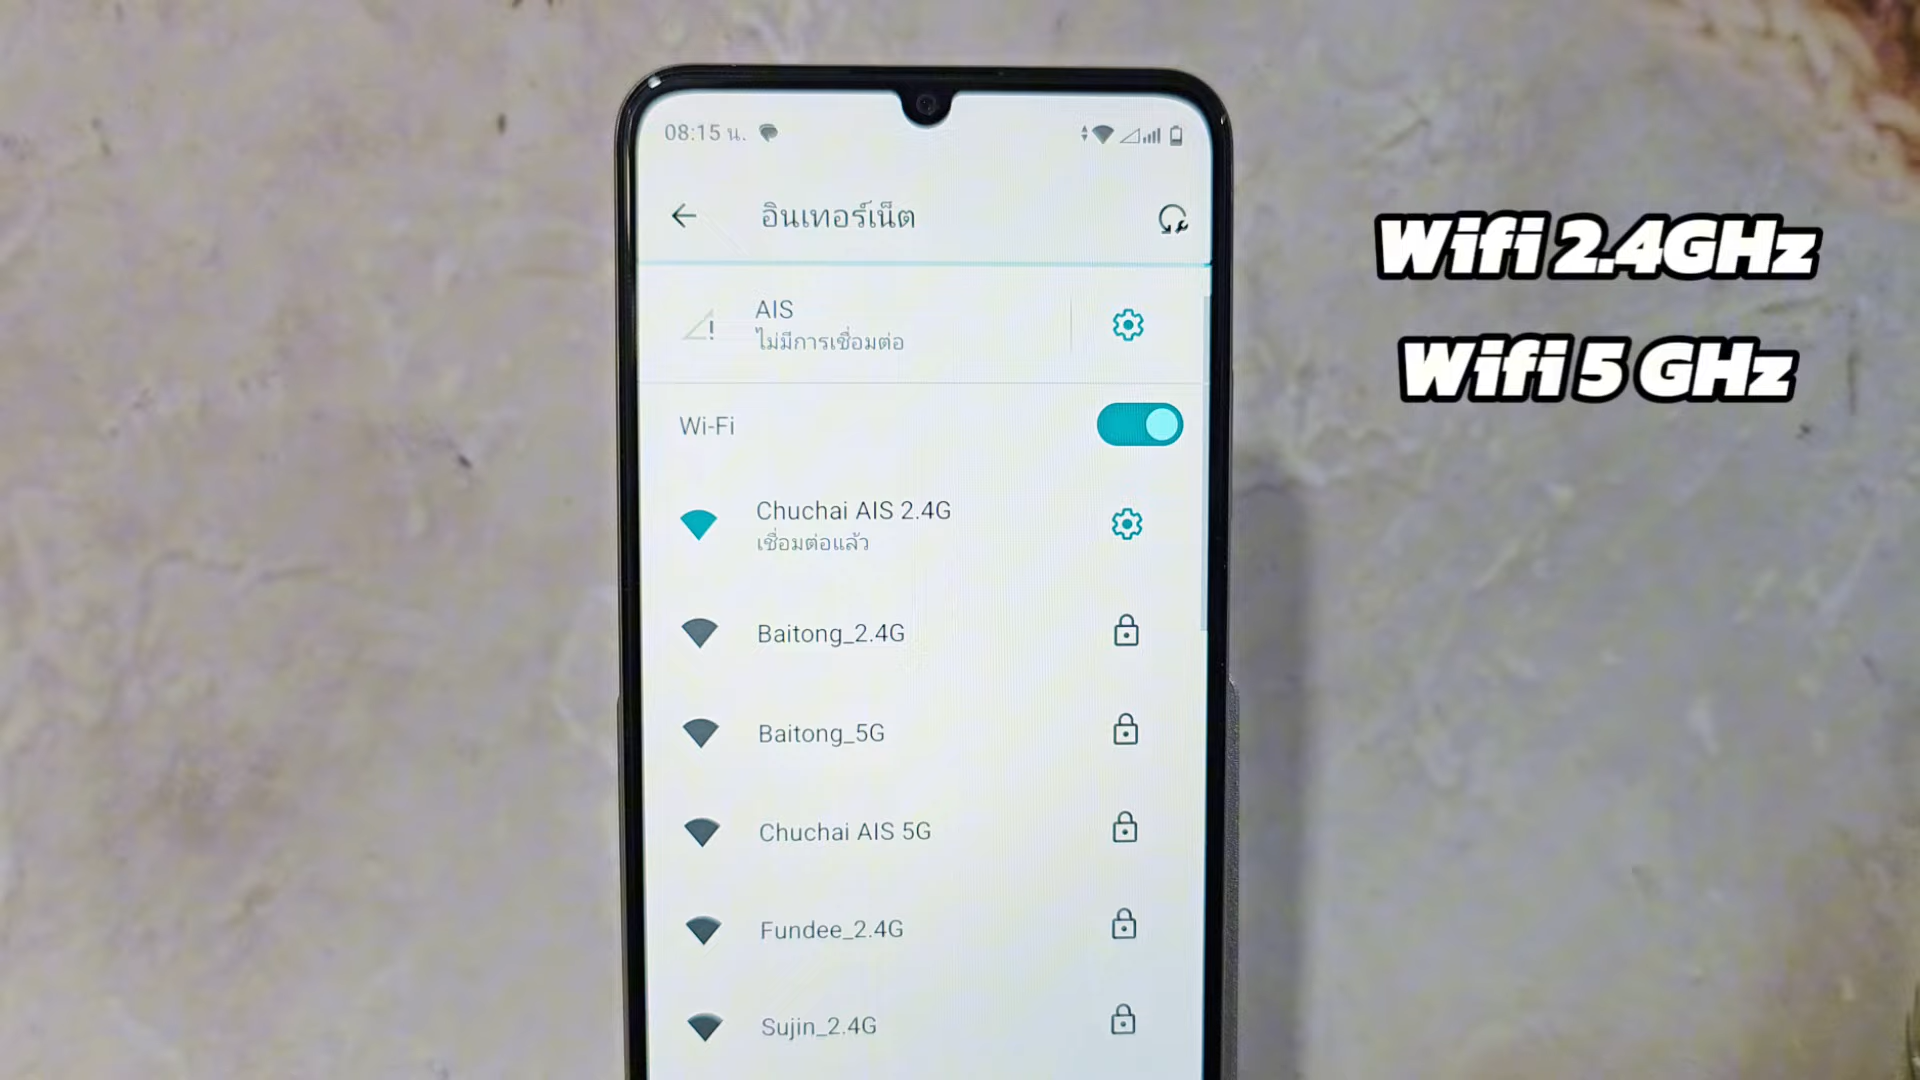 08:15 น.
อินเทอร์เน็ต
AIS
ไม่มีการเชื่อมต่อ
Wi-Fi
Chuchai AIS 2.4G
เชื่อมต่อแล้ว
Baitong_2.4G
Baitong_5G
Chuchai AIS 5G
Fundee_2.4G
Sujin_2.4G
Wifi 2.4GHz
Wifi 5 GHz